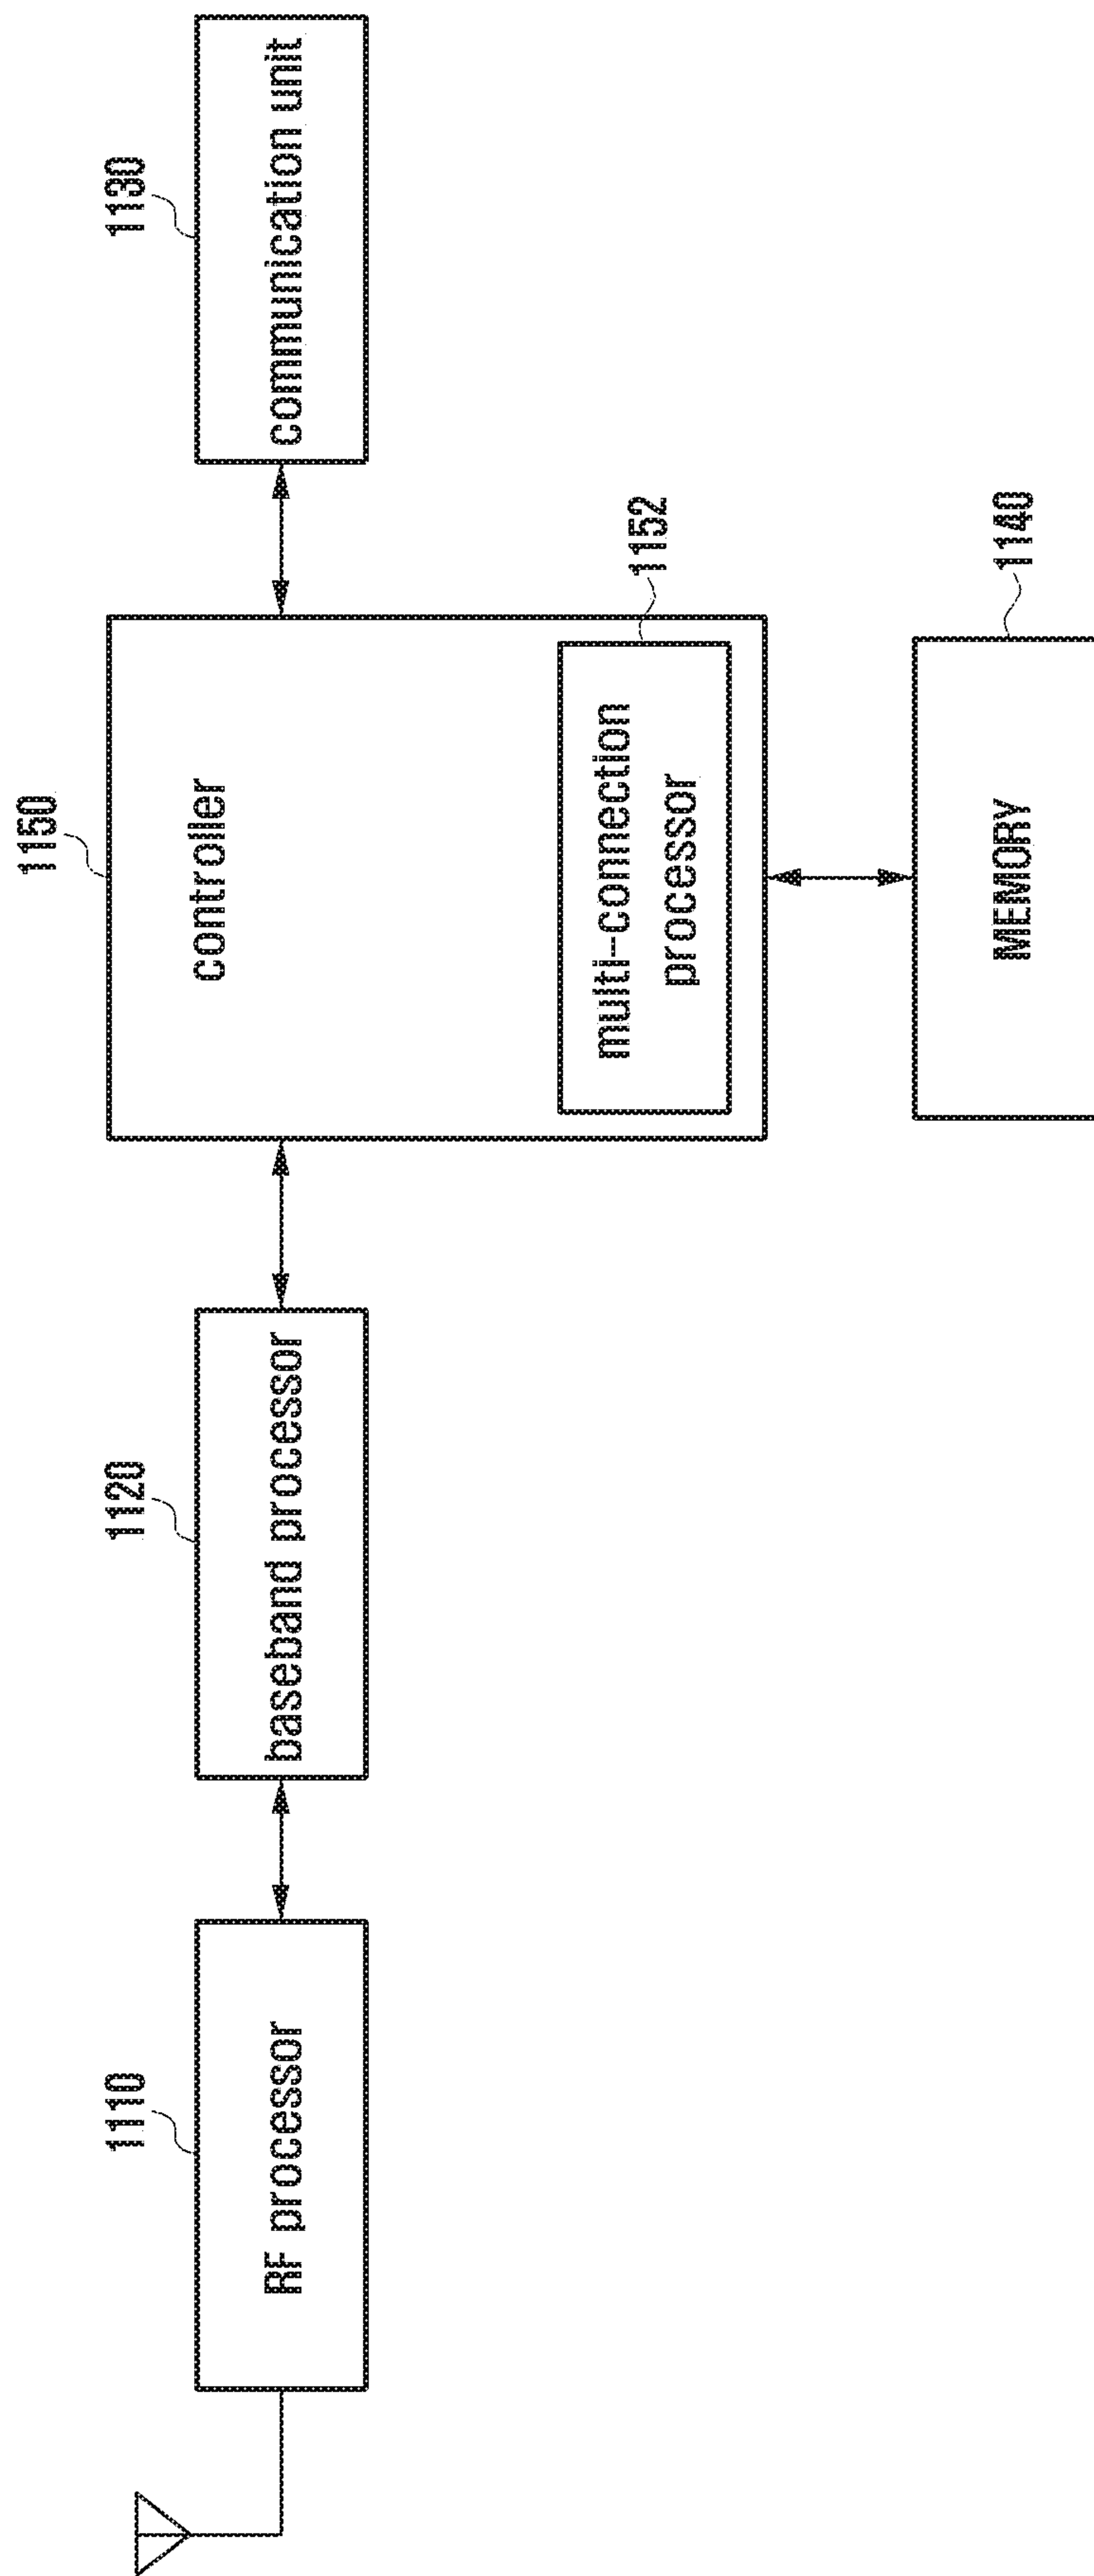 1110
RF processor
1120
baseband processor
1150
controller
1152
multi-connection
processor
1130
communication unit
1140
MEMORY